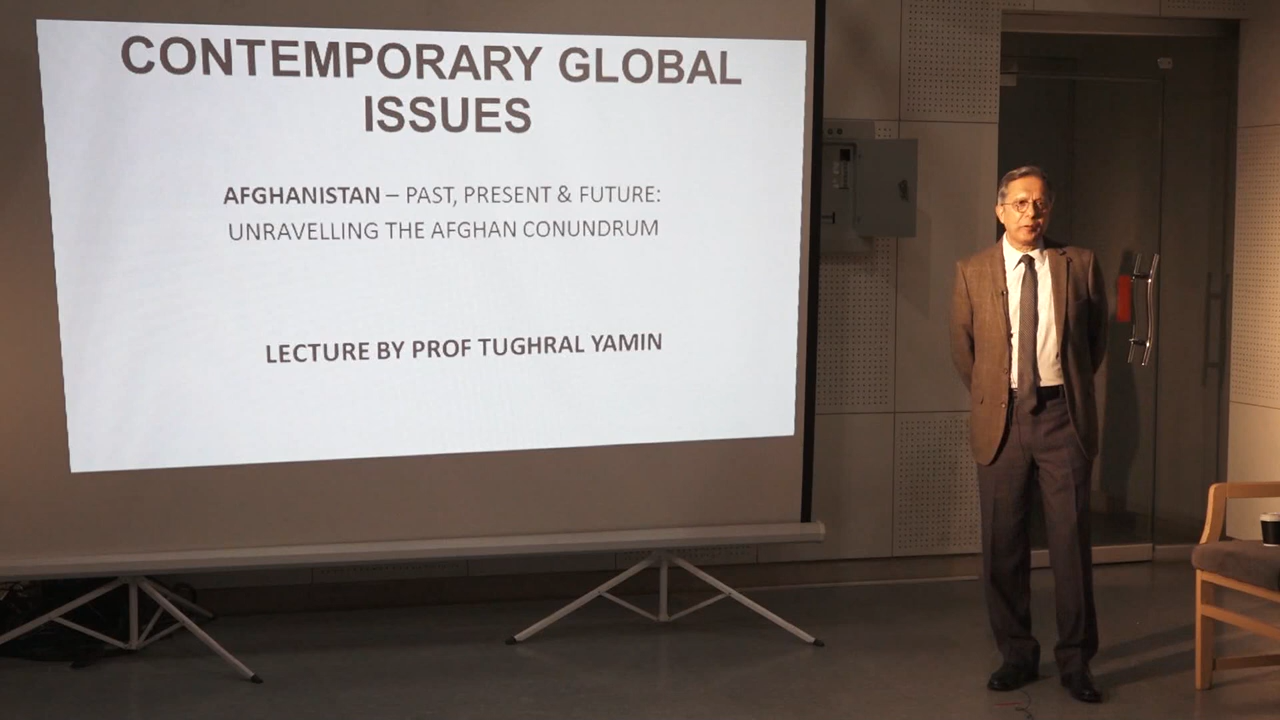 CONTEMPORARY GLOBAL
ISSUES
AFGHANISTAN – PAST, PRESENT & FUTURE:
UNRAVELLING THE AFGHAN CONUNDRUM
LECTURE BY PROF TUGHRAL YAMIN